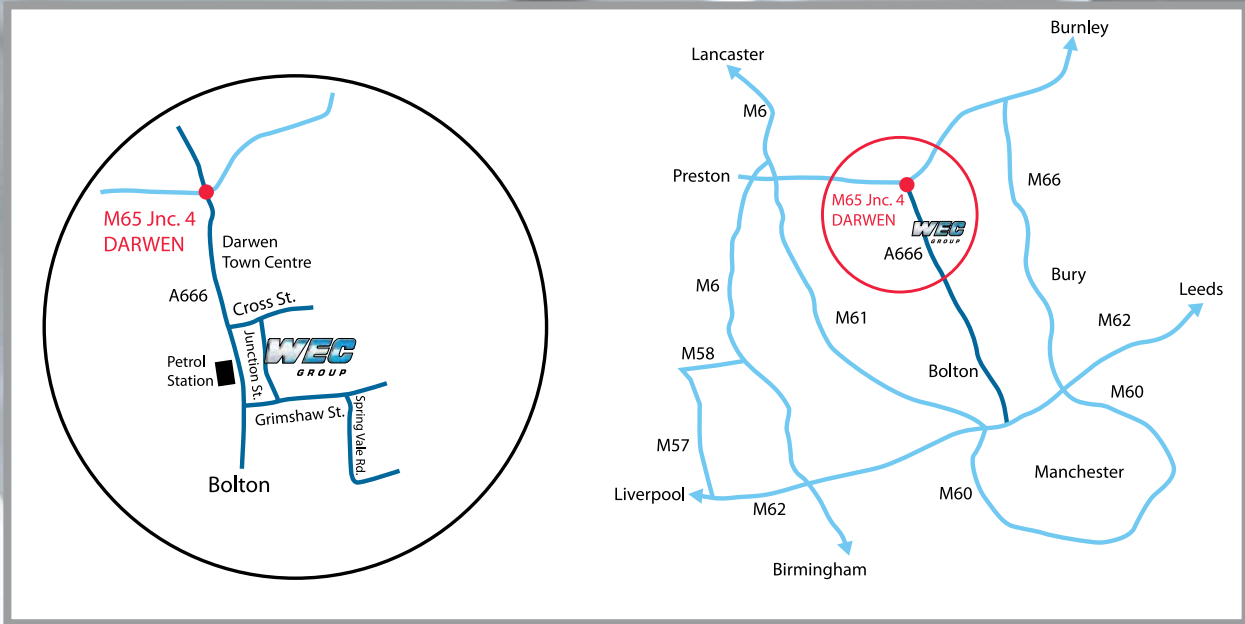 M65 Jnc. 4
DARWEN
Darwen
Town Centre
A666
Cross St.
Junction St.
WEC
GROUP
Petrol
Station
Grimshaw St.
Spring Vale Rd.
Bolton
Burnley
Lancaster
M6
Preston
M65 Jnc. 4
DARWEN
WEC
GROUP
A666
M66
M6
Bury
Leeds
M61
M62
M58
Bolton
M60
M57
Manchester
Liverpool
M62
M60
Birmingham